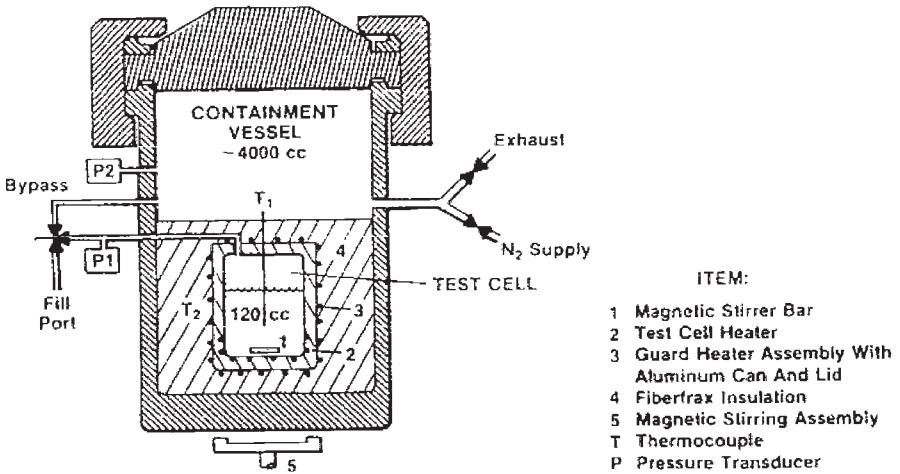 CONTAINMENT
VESSEL
~4000 cc
Exhaust
P2
Bypass
T1
N2 Supply
P1
4
TEST CELL
Fill
Port
T2
120 cc
3
1
2
5
ITEM:
1 Magnetic Stirrer Bar
2 Test Cell Heater
3 Guard Heater Assembly With
Aluminum Can And Lid
4 Fiberfrax Insulation
5 Magnetic Stirring Assembly
T Thermocouple
P Pressure Transducer